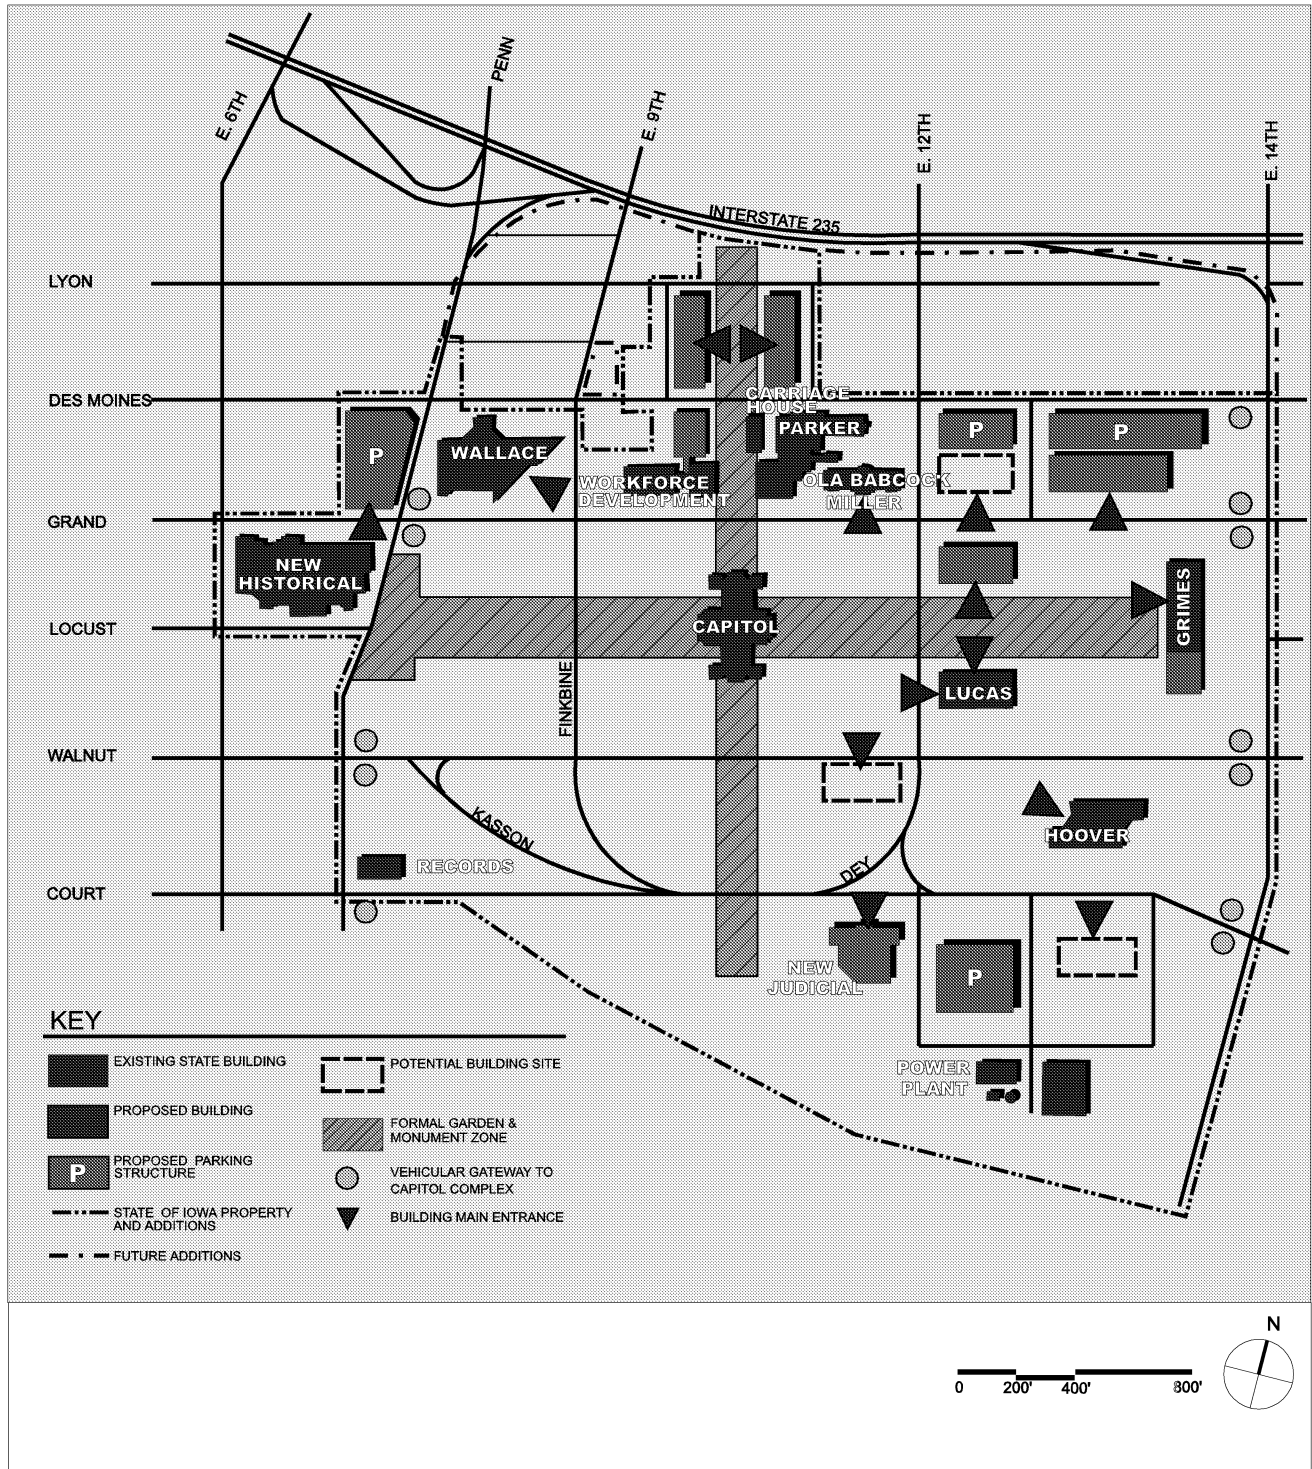 PENN
E. 6TH
E. 9TH
E. 12TH
E. 14TH
INTERSTATE 235
LYON
DES MOINES
CARRIAGE
HOUSE
PARKER
P
P
P
WALLACE
WORKFORCE
DEVELOPMENT
OLA BABCOCK
MILLER
GRAND
NEW
HISTORICAL
GRIMES
LOCUST
CAPITOL
FINKBINE
LUCAS
WALNUT
KASSON
HOOVER
RECORDS
DEY
COURT
NEW
JUDICIAL
P
POWER
PLANT
KEY
EXISTING STATE BUILDING
PROPOSED BUILDING
P
PROPOSED PARKING
STRUCTURE
STATE OF IOWA PROPERTY
AND ADDITIONS
FUTURE ADDITIONS
POTENTIAL BUILDING SITE
FORMAL GARDEN &
MONUMENT ZONE
VEHICULAR GATEWAY TO
CAPITOL COMPLEX
BUILDING MAIN ENTRANCE
N
0 200' 400' 800'